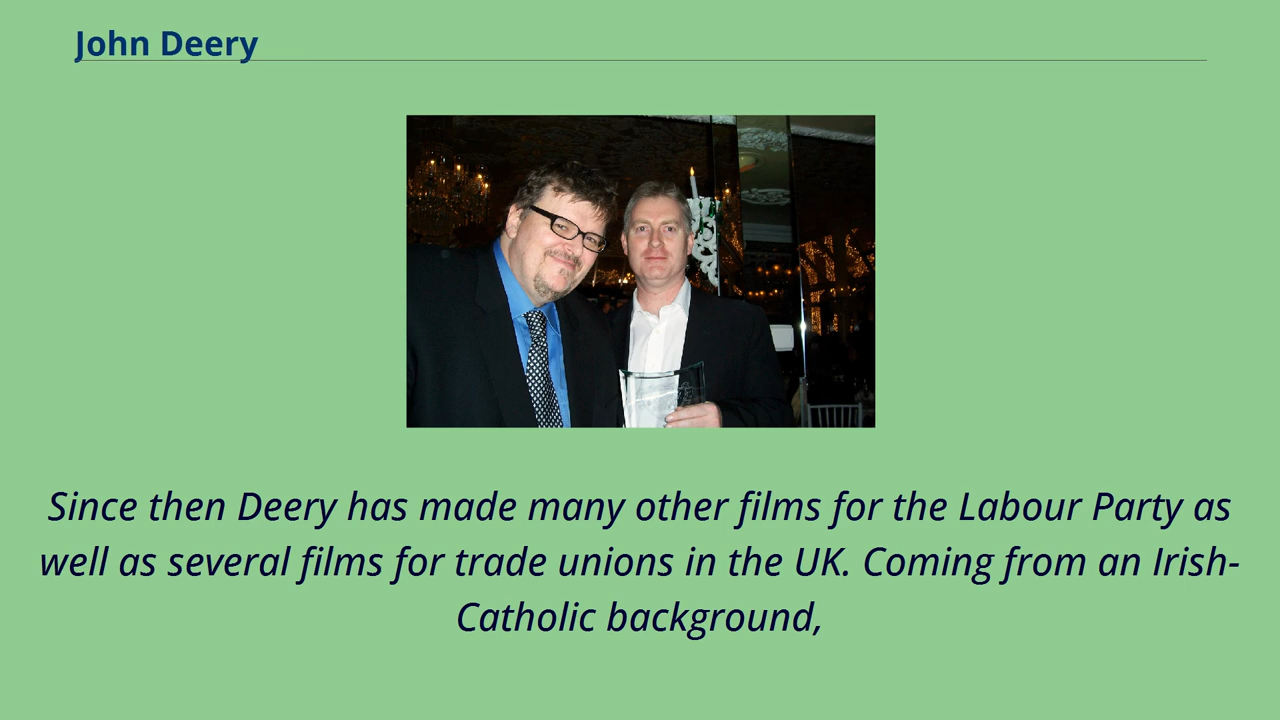 John Deery
Since then Deery has made many other films for the Labour Party as
well as several films for trade unions in the UK. Coming from an Irish-
Catholic background,